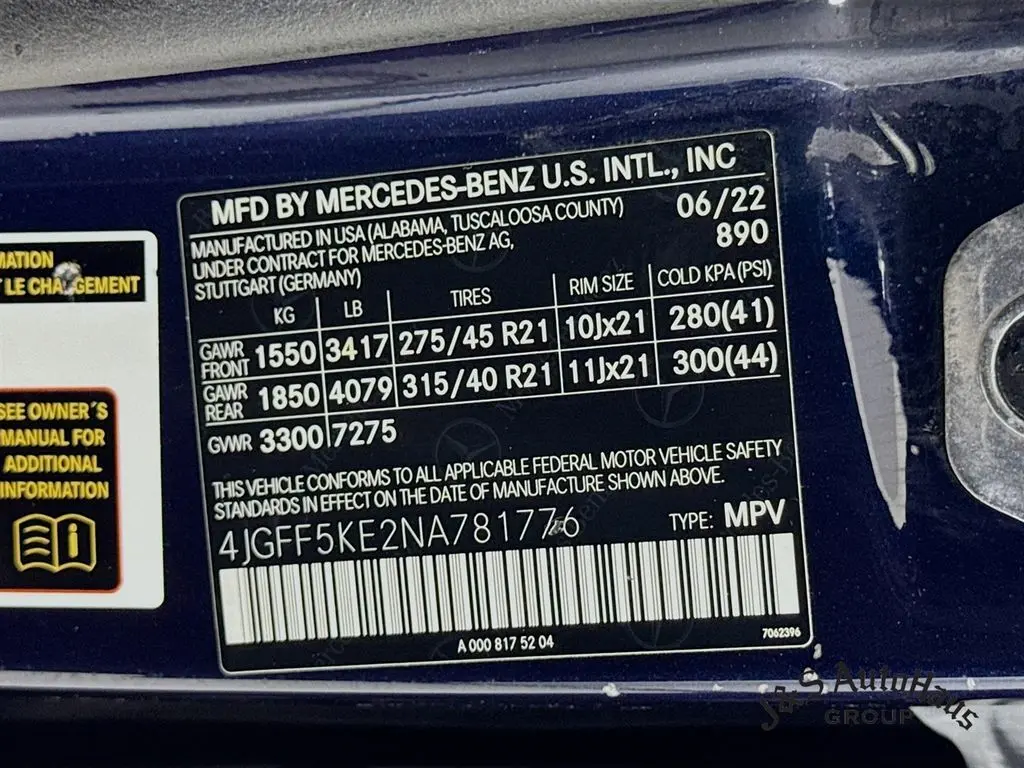 MATION
T LE CHANGEMENT
SEE OWNER'S
MANUAL FOR
ADDITIONAL
INFORMATION
MFD BY MERCEDES-BENZ U.S. INTL., INC
MANUFACTURED IN USA (ALABAMA, TUSCALOOSA COUNTY) 06/22
UNDER CONTRACT FOR MERCEDES-BENZ AG, 890
STUTTGART (GERMANY)
KG LB TIRES RIM SIZE COLD KPA (PSI)
GAWR FRONT 1550 3417 275/45 R21 10Jx21 280(41)
GAWR REAR 1850 4079 315/40 R21 11Jx21 300(44)
GVWR 3300 7275
THIS VEHICLE CONFORMS TO ALL APPLICABLE FEDERAL MOTOR VEHICLE SAFETY
STANDARDS IN EFFECT ON THE DATE OF MANUFACTURE SHOWN ABOVE.
4JGFF5KE2NA781776 TYPE: MPV
A 000 817 52 04 7062396
S&S AutoHaus
GROUP